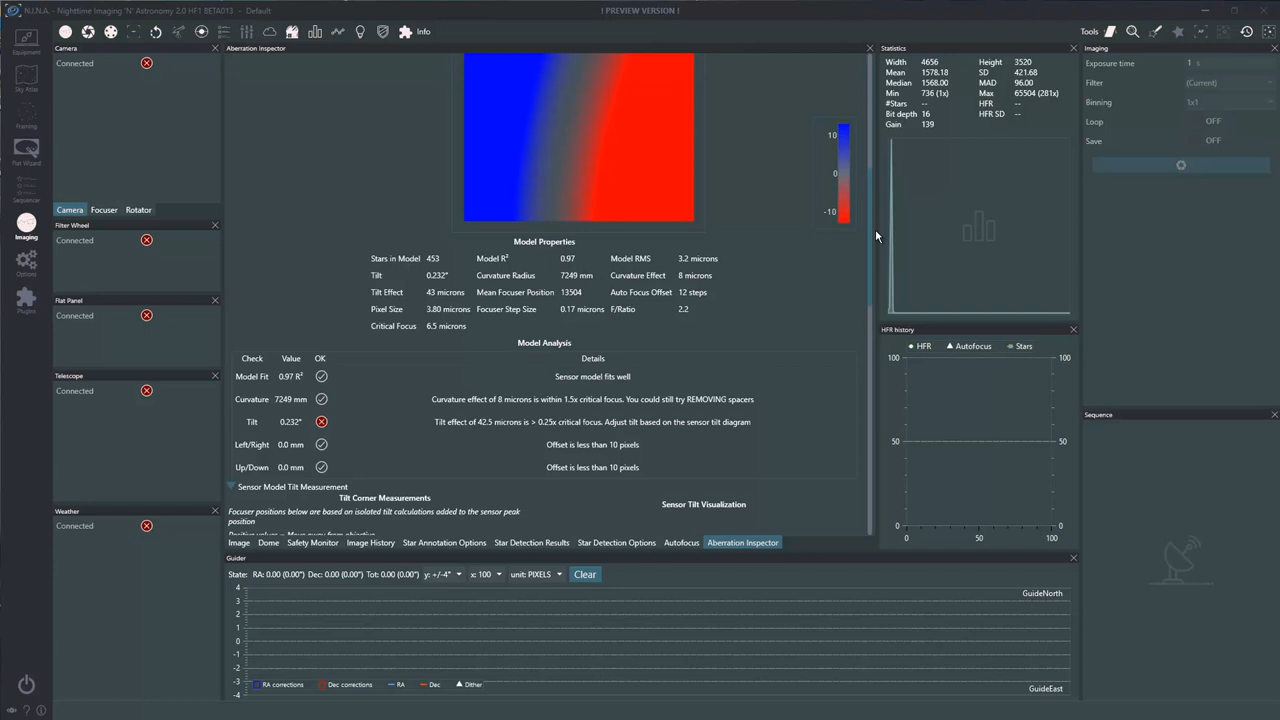 N.I.N.A. - Nighttime Imaging 'N' Astronomy 2.0 HF1 BETA013 - Default
! PREVIEW VERSION !
Info
Tools
Equipment
Sky Atlas
Framing
Flat Wizard
Sequencer
Imaging
Options
Plugins
Camera
Connected
Camera Focuser Rotator
Filter Wheel
Connected
Flat Panel
Connected
Telescope
Connected
Weather
Connected
Aberration Inspector
10
0
-10
Model Properties
Stars in Model 453 Model R² 0.97 Model RMS 3.2 microns
Tilt 0.232° Curvature Radius 7249 mm Curvature Effect 8 microns
Tilt Effect 43 microns Mean Focuser Position 13504 Auto Focus Offset 12 steps
Pixel Size 3.80 microns Focuser Step Size 0.17 microns F/Ratio 2.2
Critical Focus 6.5 microns
Model Analysis
Check Value OK Details
Model Fit 0.97 R² Sensor model fits well
Curvature 7249 mm Curvature effect of 8 microns is within 1.5x critical focus. You could still try REMOVING spacers
Tilt 0.232° Tilt effect of 42.5 microns is > 0.25x critical focus. Adjust tilt based on the sensor tilt diagram
Left/Right 0.0 mm Offset is less than 10 pixels
Up/Down 0.0 mm Offset is less than 10 pixels
Sensor Model Tilt Measurement
Tilt Corner Measurements
Sensor Tilt Visualization
Focuser positions below are based on isolated tilt calculations added to the sensor peak
position
Image Dome Safety Monitor Image History Star Annotation Options Star Detection Results Star Detection Options Autofocus Aberration Inspector
Statistics
Width 4656 Height 3520
Mean 1578.18 SD 421.68
Median 1568.00 MAD 96.00
Min 736 (1x) Max 65504 (281x)
#Stars -- HFR --
Bit depth 16 HFR SD --
Gain 139
HFR history
HFR Autofocus Stars
100 100
50 50
0 0
0 50 100
Imaging
Exposure time 1 s
Filter (Current)
Binning 1x1
Loop OFF
Save OFF
Sequence
Guider
State: RA: 0.00 (0.00") Dec: 0.00 (0.00") Tot: 0.00 (0.00") y: +/-4" x: 100 unit: PIXELS Clear
4
3
2
1
0
-1
-2
-3
-4
GuideNorth
GuideEast
RA corrections Dec corrections RA Dec Dither